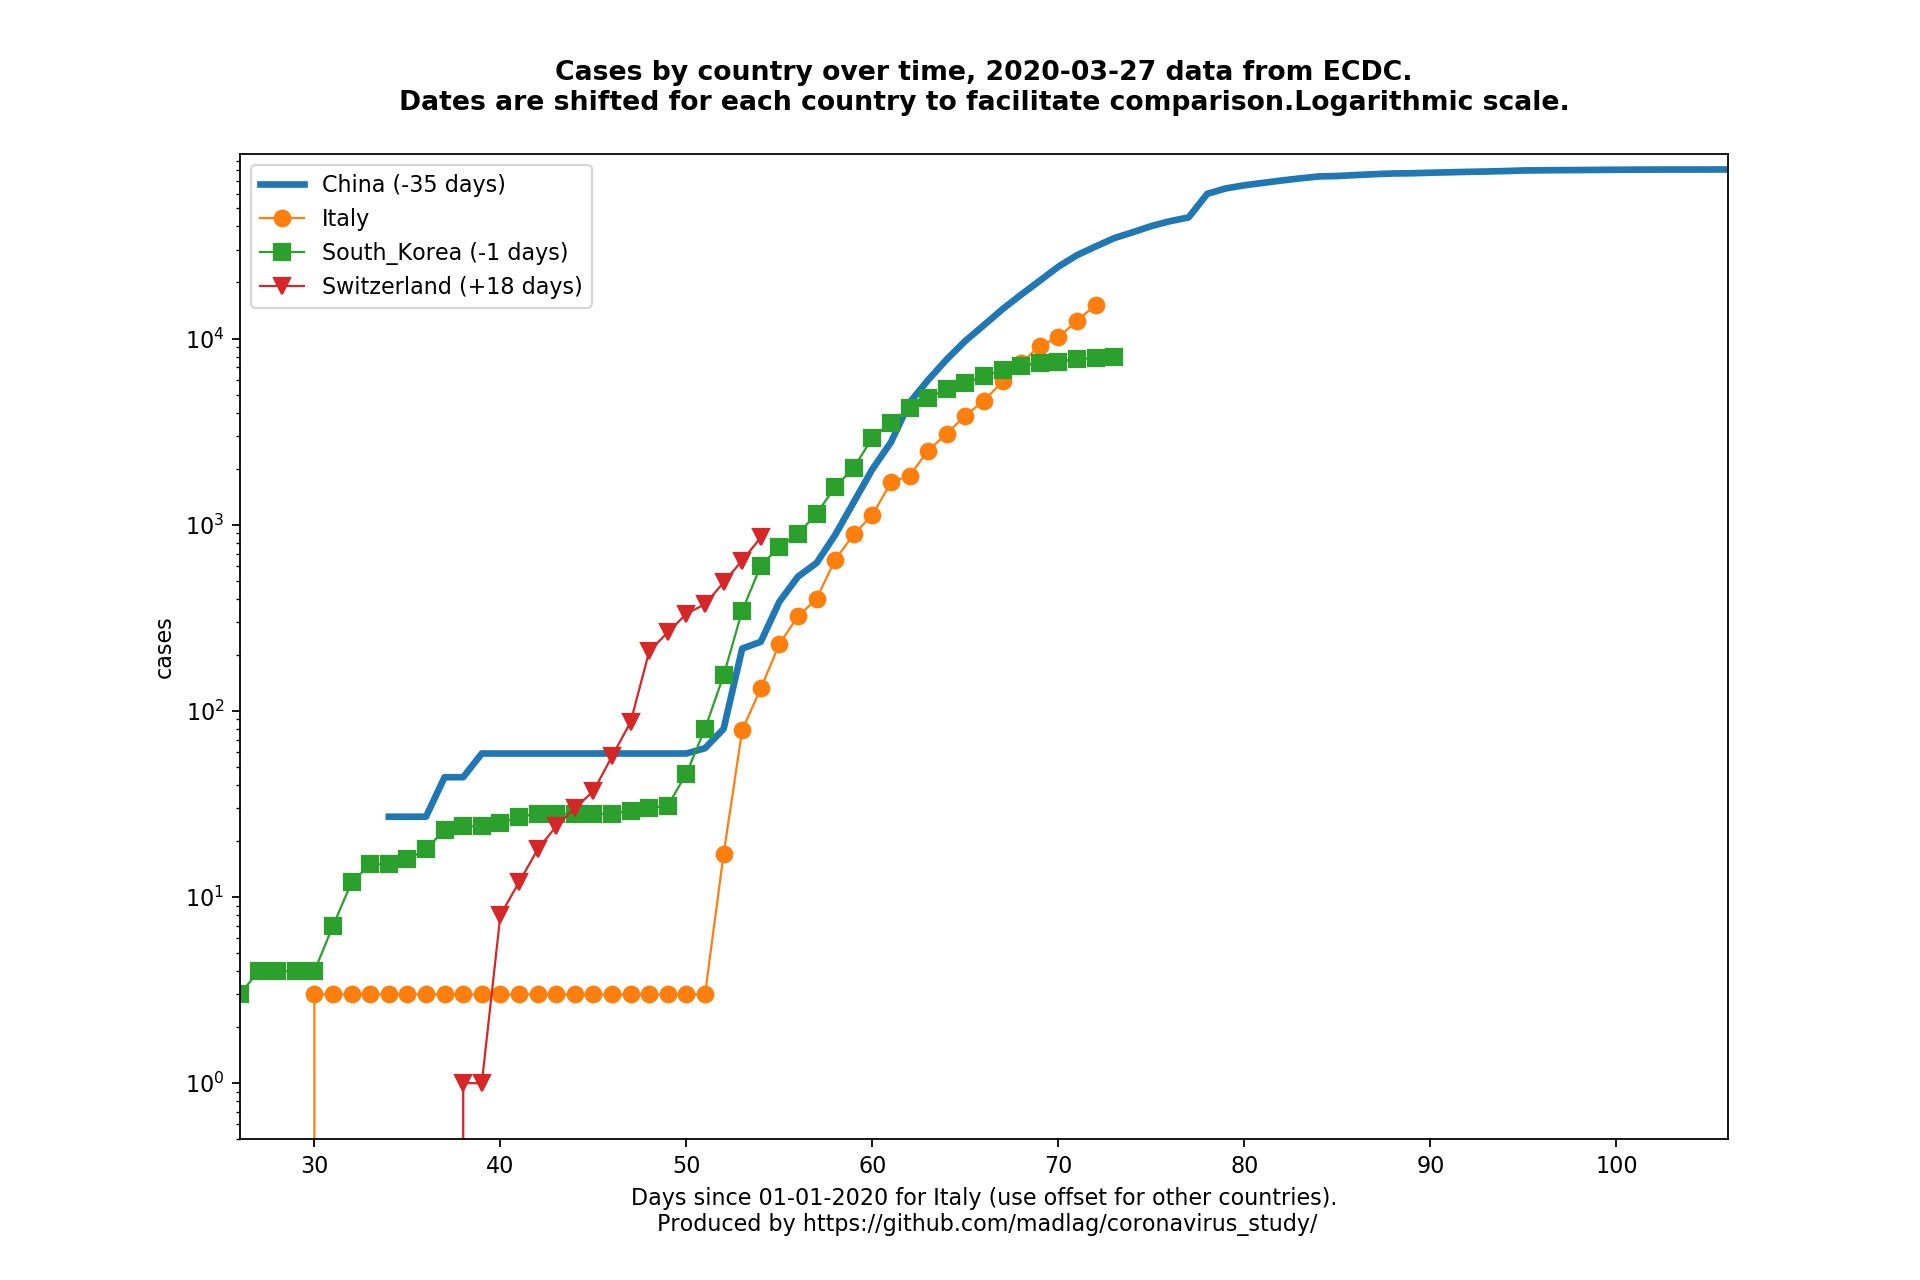 Cases by country over time, 2020-03-27 data from ECDC.
Dates are shifted for each country to facilitate comparison.Logarithmic scale.
China (-35 days)
Italy
South_Korea (-1 days)
Switzerland (+18 days)
cases
10⁴
10³
10²
10¹
10⁰
30 40 50 60 70 80 90 100
Days since 01-01-2020 for Italy (use offset for other countries).
Produced by https://github.com/madlag/coronavirus_study/